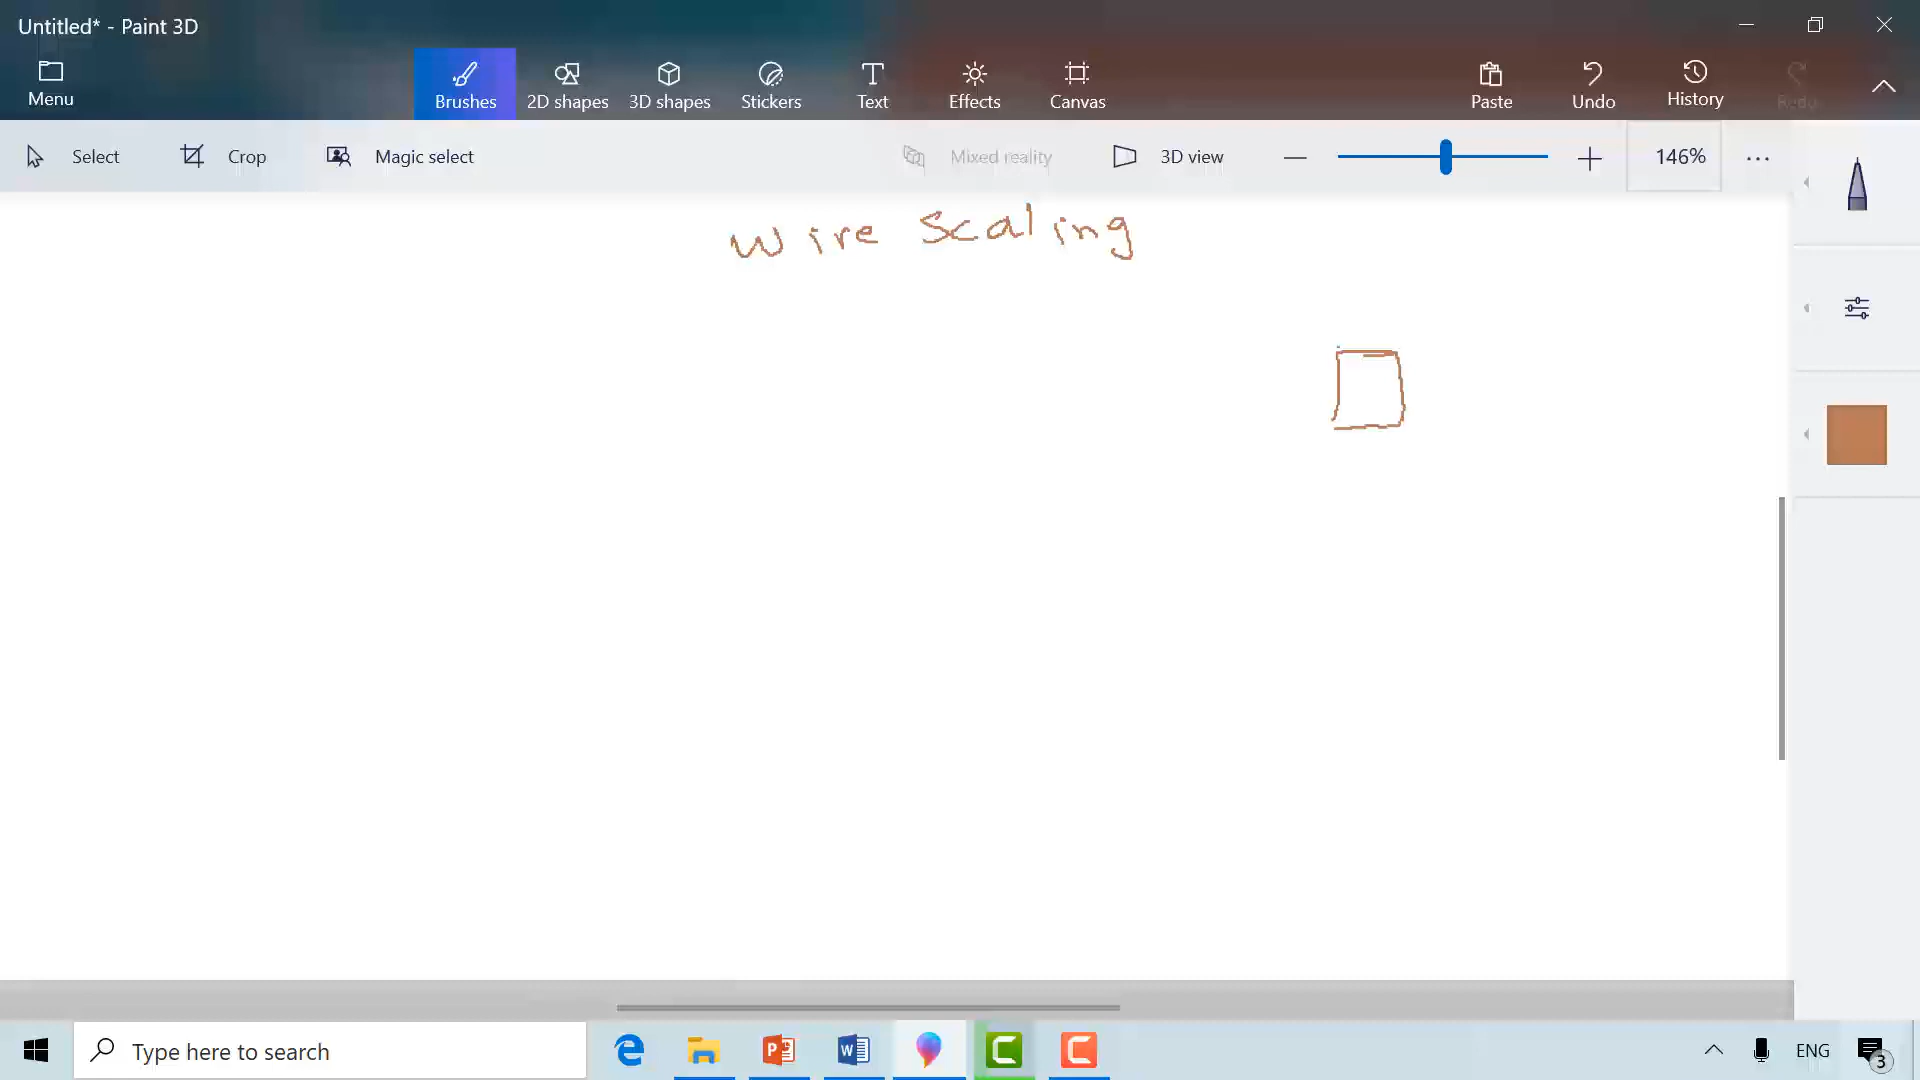 Untitled* - Paint 3D
Menu
Brushes
2D shapes
3D shapes
Stickers
Text
Effects
Canvas
Paste
Undo
History
Redo
Select
Crop
Magic select
Mixed reality
3D view
146%
Wire Scaling
Type here to search
ENG
3